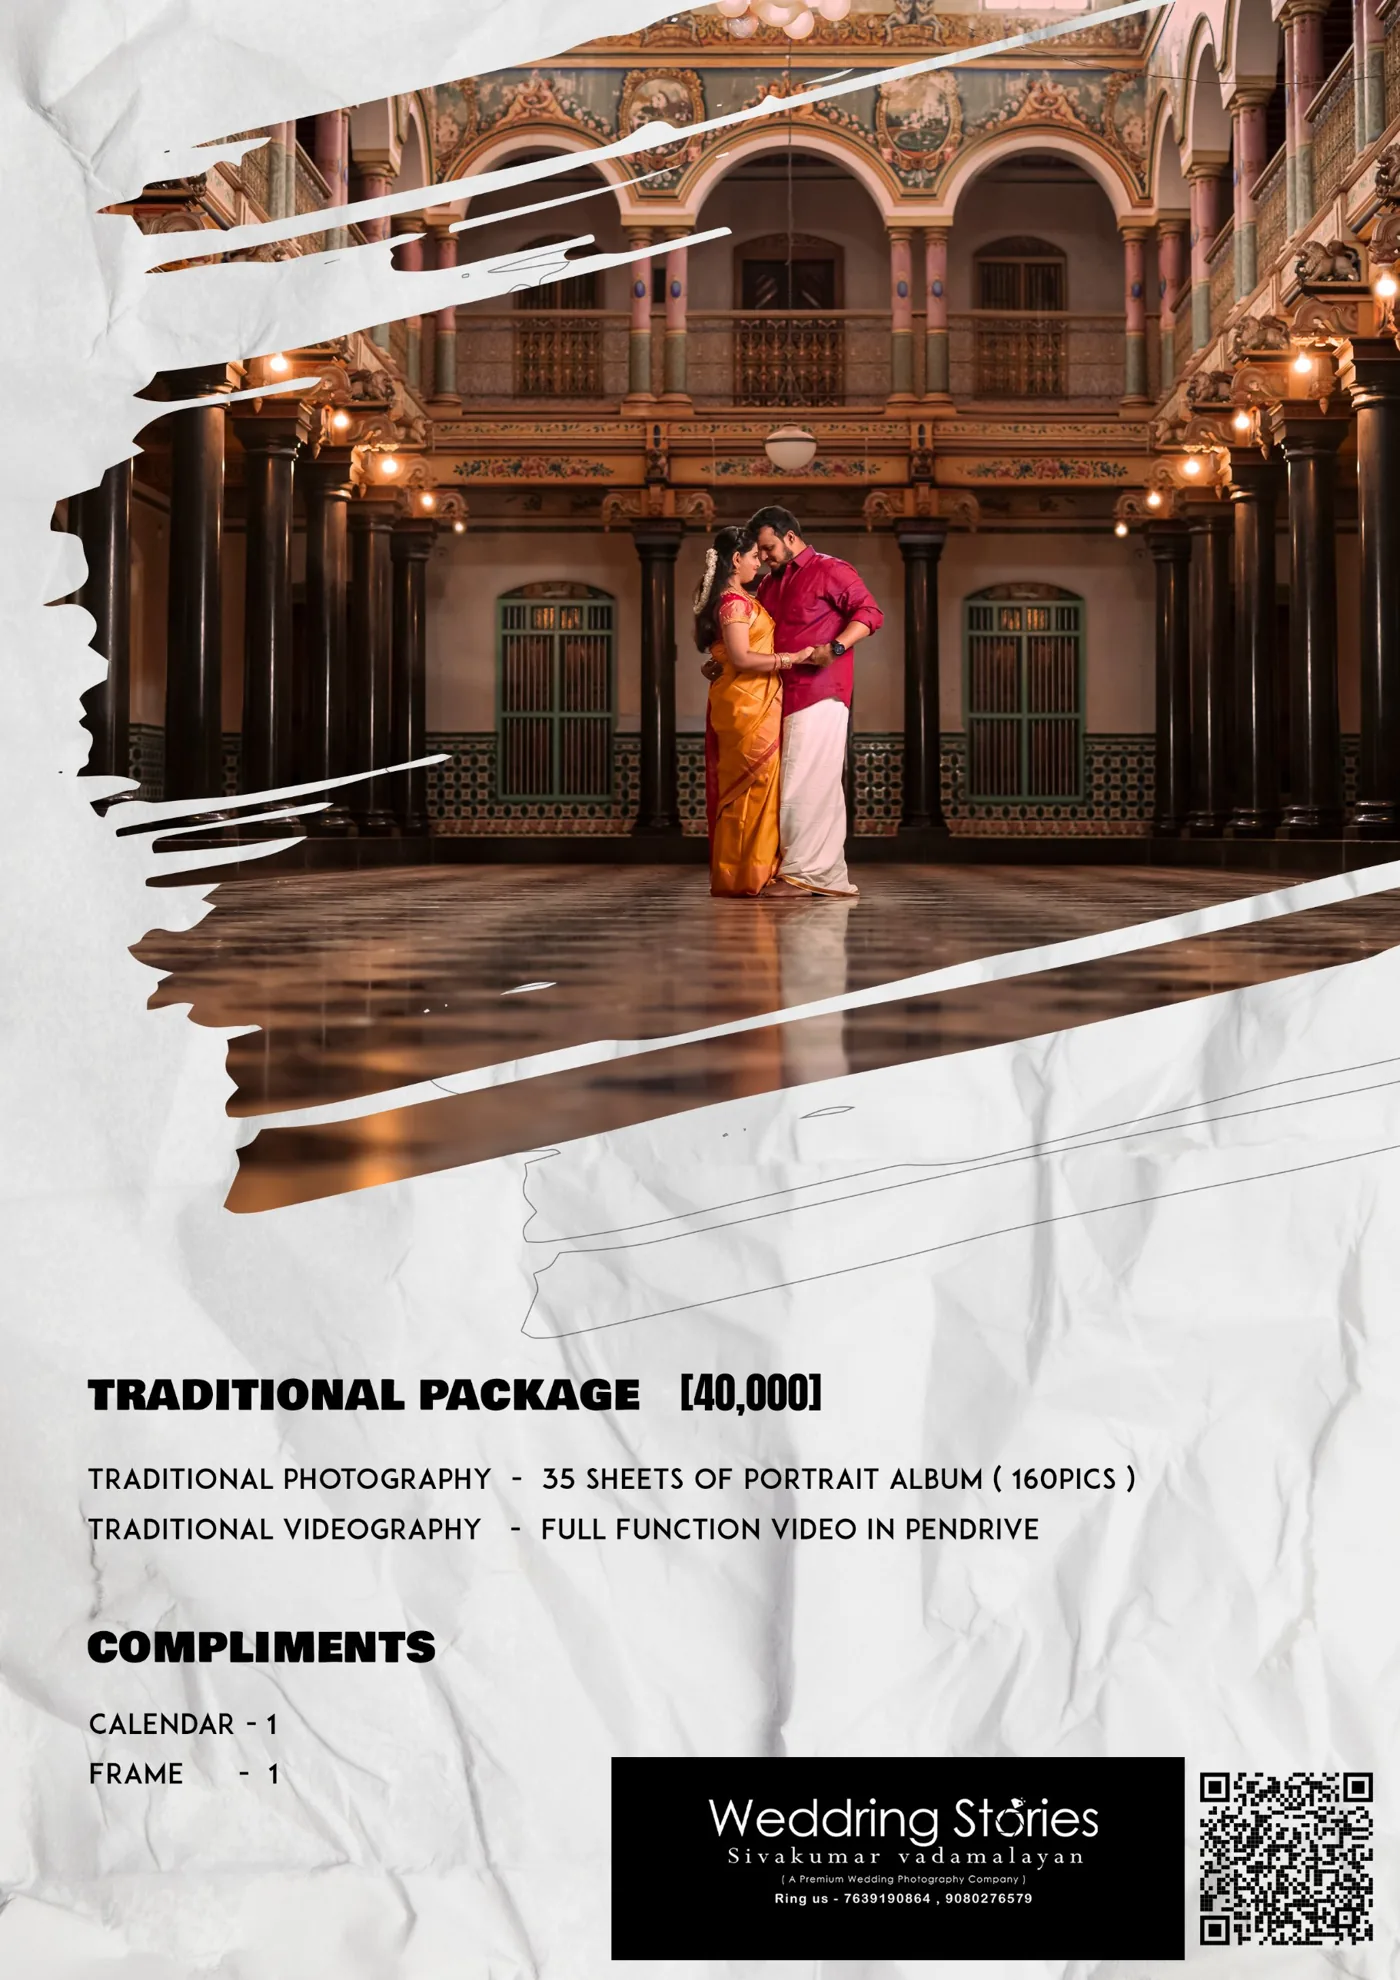 TRADITIONAL PACKAGE [40,000]
TRADITIONAL PHOTOGRAPHY - 35 SHEETS OF PORTRAIT ALBUM ( 160PICS )
TRADITIONAL VIDEOGRAPHY - FULL FUNCTION VIDEO IN PENDRIVE
COMPLIMENTS
CALENDAR - 1
FRAME - 1
Weddring Stories
Sivakumar vadamalayan
( A Premium Wedding Photography Company )
Ring us - 7639190864 , 9080276579